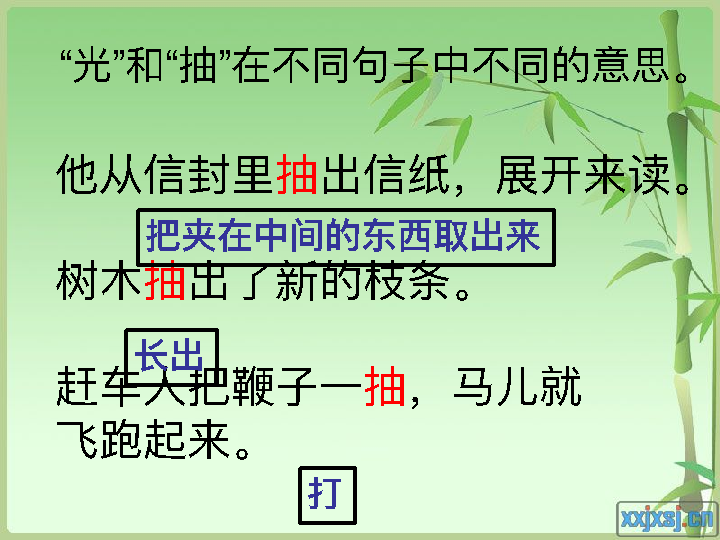 “光”和“抽”在不同句子中不同的意思。
他从信封里抽出信纸，展开来读。
把夹在中间的东西取出来
树木抽出了新的枝条。
长出
赶车人把鞭子一抽，马儿就
飞跑起来。
打
xxjxsj.cn